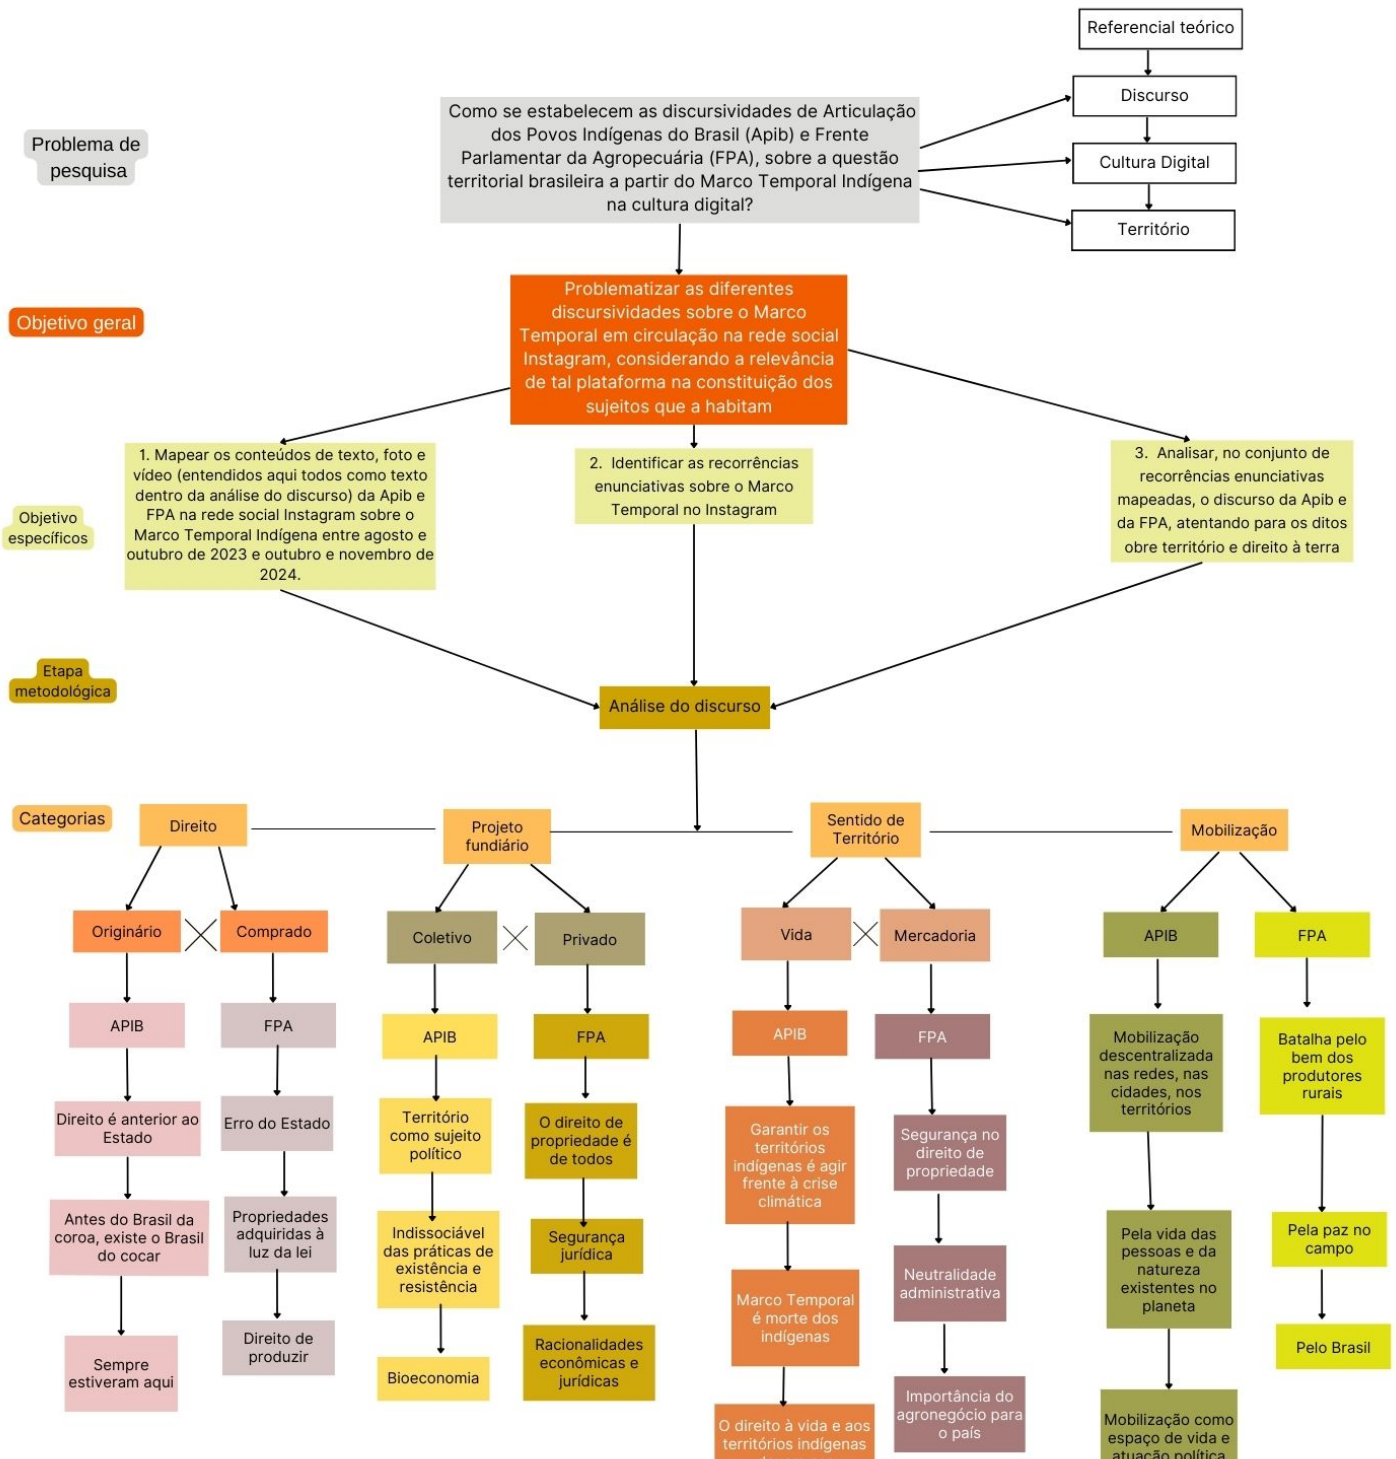 Referencial teórico
Discurso
Cultura Digital
Território
Problema de
pesquisa
Como se estabelecem as discursividades de Articulação
dos Povos Indígenas do Brasil (Apib) e Frente
Parlamentar da Agropecuária (FPA), sobre a questão
territorial brasileira a partir do Marco Temporal Indígena
na cultura digital?
Objetivo geral
Problematizar as diferentes
discursividades sobre o Marco
Temporal em circulação na rede social
Instagram, considerando a relevância
de tal plataforma na constituição dos
sujeitos que a habitam
Objetivo
específicos
1. Mapear os conteúdos de texto, foto e
vídeo (entendidos aqui todos como texto
dentro da análise do discurso) da Apib e
FPA na rede social Instagram sobre o
Marco Temporal Indígena entre agosto e
outubro de 2023 e outubro e novembro de
2024.
2. Identificar as recorrências
enunciativas sobre o Marco
Temporal no Instagram
3. Analisar, no conjunto de
recorrências enunciativas
mapeadas, o discurso da Apib e
da FPA, atentando para os ditos
obre território e direito à terra
Etapa
metodológica
Análise do discurso
Categorias
Direito
Projeto
fundiário
Sentido de
Território
Mobilização
Originário
Comprado
Coletivo
Privado
Vida
Mercadoria
APIB
FPA
APIB
FPA
APIB
FPA
APIB
FPA
Direito é anterior ao
Estado
Erro do Estado
Território
como sujeito
político
O direito de
propriedade é
de todos
Garantir os
territórios
indígenas é agir
frente à crise
climática
Segurança no
direito de
propriedade
Mobilização
descentralizada
nas redes, nas
cidades, nos
territórios
Batalha pelo
bem dos
produtores
rurais
Antes do Brasil da
coroa, existe o Brasil
do cocar
Propriedades
adquiridas à
luz da lei
Indissociável
das práticas de
existência e
resistência
Segurança
jurídica
Marco Temporal
é morte dos
indígenas
Neutralidade
administrativa
Pela vida das
pessoas e da
natureza
existentes no
planeta
Pela paz no
campo
Sempre
estiveram aqui
Direito de
produzir
Bioeconomia
Racionalidades
econômicas e
jurídicas
O direito à vida e aos
territórios indígenas
Importância do
agronegócio para
o país
Mobilização como
espaço de vida e
atuação política
Pelo Brasil